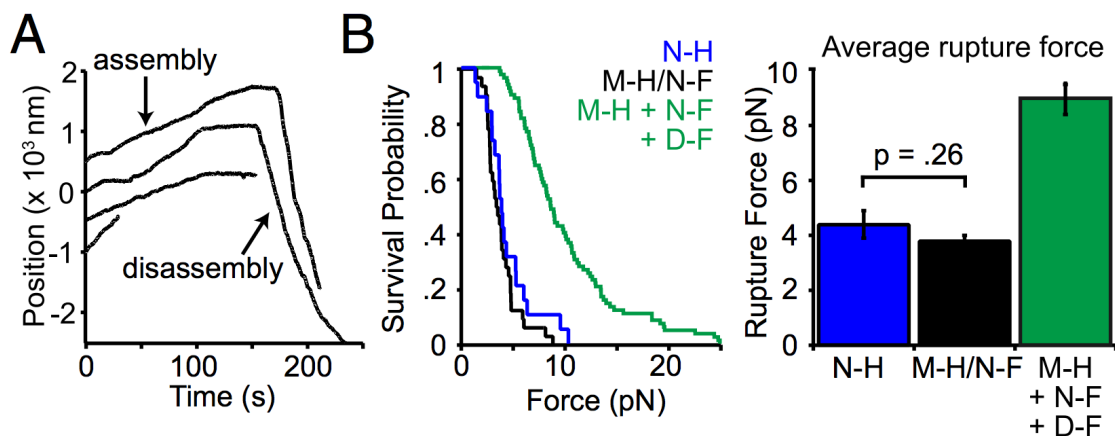 A
assembly
disassembly
2
1
0
-1
-2
Position (x 10³ nm)
0
100
200
Time (s)
B
N-H
M-H/N-F
M-H + N-F
+ D-F
1
.8
.6
.4
.2
0
Survival Probability
0
10
20
Force (pN)
Average rupture force
p = .26
10
8
6
4
2
0
Rupture Force (pN)
N-H
M-H/N-F
M-H
+ N-F
+ D-F